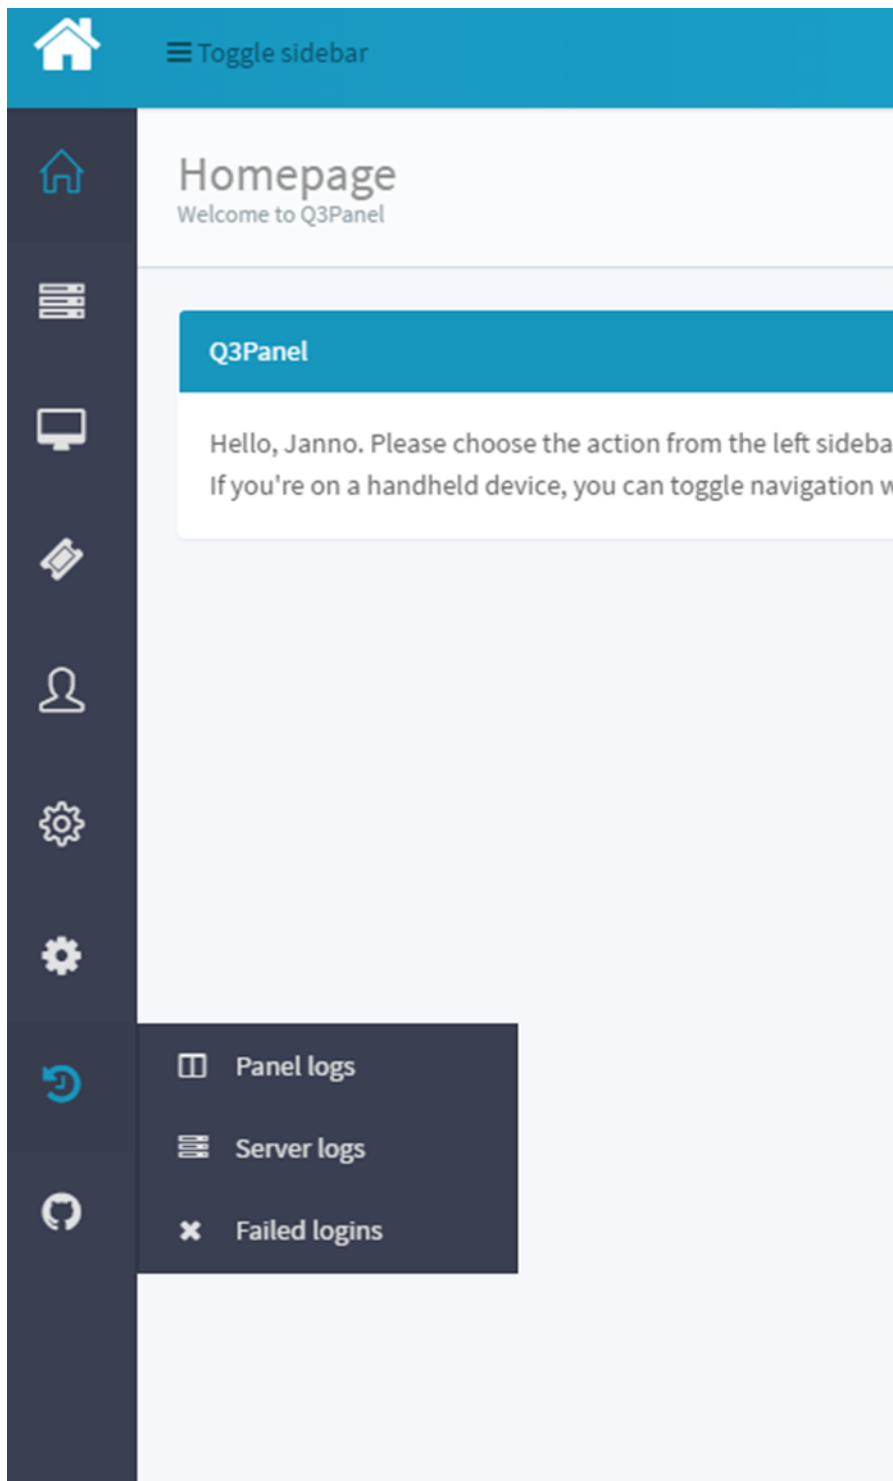 Toggle sidebar
Homepage
Welcome to Q3Panel
Q3Panel
Hello, Janno. Please choose the action from the left
If you're on a handheld device, you can toggle navigation
Panel logs
Server logs
Failed logins